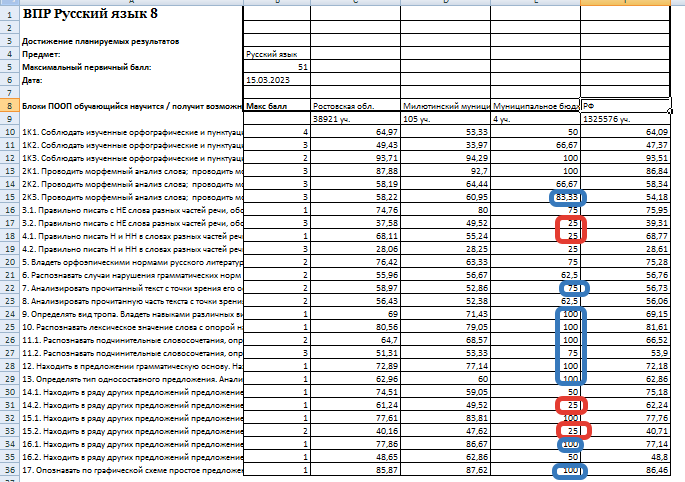 A B C D E F
1 ВПР Русский язык 8
2
3 Достижение планируемых результатов
4 Предмет: Русский язык
5 Максимальный первичный балл: 51
6 Дата: 15.03.2023
7
8 Блоки ПООП обучающийся научится / получит возможн Макс балл Ростовская обл. Милютинский муници Муниципальное бюдж РФ
9 38921 уч. 105 уч. 4 уч. 1325576 уч.
10 1К1. Соблюдать изученные орфографические и пунктуац 4 64,97 53,33 50 64,09
11 1К2. Соблюдать изученные орфографические и пунктуац 3 49,43 33,97 66,67 47,37
12 1К3. Соблюдать изученные орфографические и пунктуац 2 93,71 94,29 100 93,51
13 2К1. Проводить морфемный анализ слова; проводить мо 3 87,88 92,7 100 86,84
14 2К2. Проводить морфемный анализ слова; проводить мо 3 58,19 64,44 66,67 58,34
15 2К3. Проводить морфемный анализ слова; проводить мо 3 58,22 60,95 83,33 54,18
16 3.1. Правильно писать с НЕ слова разных частей речи, обо 1 74,76 80 75 75,95
17 3.2. Правильно писать с НЕ слова разных частей речи, обо 3 37,58 49,52 25 39,31
18 4.1. Правильно писать Н и НН в словах разных частей речи 1 68,11 55,24 25 68,77
19 4.2. Правильно писать Н и НН в словах разных частей речи 3 28,06 28,25 25 28,61
20 5. Владеть орфоэпическими нормами русского литератур 2 76,42 63,33 75 75,28
21 6. Распознавать случаи нарушения грамматических норм 2 55,96 56,67 62,5 56,76
22 7. Анализировать прочитанный текст с точки зрения его о 2 58,97 52,86 75 56,73
23 8. Анализировать прочитанную часть текста с точки зрени 2 56,43 52,38 62,5 56,06
24 9. Определять вид тропа. Владеть навыками различных ви 1 69 71,43 100 69,15
25 10. Распознавать лексическое значение слова с опорой н 1 80,56 79,05 100 81,61
26 11.1. Распознавать подчинительные словосочетания, опр 2 64,7 68,57 100 66,52
27 11.2. Распознавать подчинительные словосочетания, опр 3 51,31 53,33 75 53,9
28 12. Находить в предложении грамматическую основу. На 1 72,89 77,14 100 72,18
29 13. Определять тип односоставного предложения. Анали 1 62,96 60 100 62,86
30 14.1. Находить в ряду других предложений предложение 1 74,51 59,05 50 75,18
31 14.2. Находить в ряду других предложений предложение 1 61,24 49,52 25 62,24
32 15.1. Находить в ряду других предложений предложение 1 77,61 83,81 100 77,76
33 15.2. Находить в ряду других предложений предложение 2 40,16 47,62 25 40,71
34 16.1. Находить в ряду других предложений предложение 1 77,86 86,67 100 77,14
35 16.2. Находить в ряду других предложений предложение 1 48,65 62,86 50 48,8
36 17. Опознавать по графической схеме простое предложен 1 85,87 87,62 100 86,46